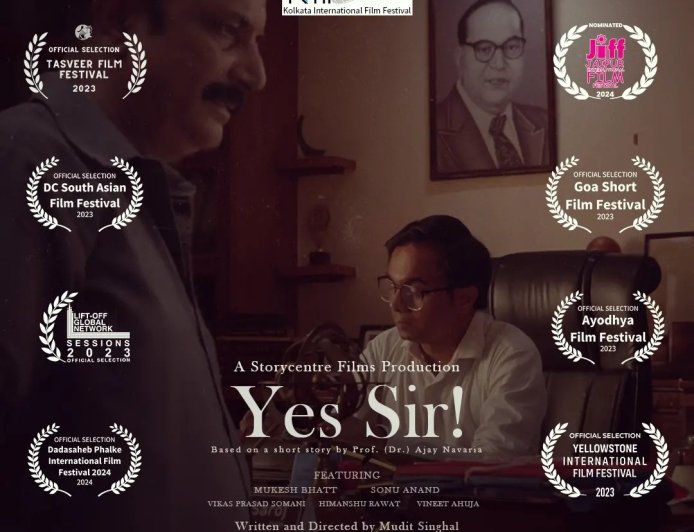 Kolkata International Film Festival
OFFICIAL SELECTION
TASVEER FILM
FESTIVAL
2023
NOMINATED
Jiff
JAIPUR
INTERNATIONAL
FILM
FESTIVAL
2024
OFFICIAL SELECTION
DC South Asian
Film Festival
2023
OFFICIAL SELECTION
Goa Short
Film Festival
2023
LIFT-OFF
GLOBAL
NETWORK
SESSIONS
2023
OFFICIAL SELECTION
OFFICIAL SELECTION
Ayodhya
Film Festival
2023
A Storycentre Films Production
Yes Sir!
Based on a short story by Prof. (Dr.) Ajay Navaria
OFFICIAL SELECTION
Dadasaheb Phalke
International Film
Festival 2024
2024
OFFICIAL SELECTION
YELLOWSTONE
INTERNATIONAL
FILM FESTIVAL
2023
FEATURING
MUKESH BHATT SONU ANAND
VIKAS PRASAD SOMANI HIMANSHU RAWAT VINEET AHUJA
Written and Directed by Mudit Singhal